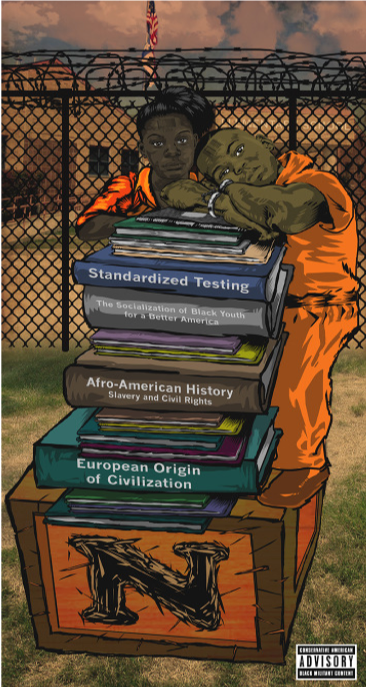 Standardized Testing
The Socialization of Black Youth
for a Better America
Afro-American History
Slavery and Civil Rights
European Origin
of Civilization
N
CONSERVATIVE AMERICAN
ADVISORY
BLACK MILITANT CONTENT